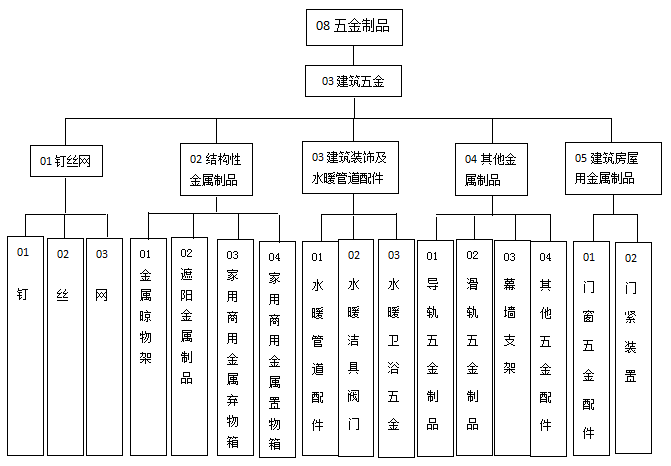 08 五金制品
03 建筑五金
01 钉丝网
02 结构性
金属制品
03 建筑装饰及
水暖管道配件
04 其他金
属制品
05 建筑房屋
用金属制品
01 钉
02 丝
03 网
01 金属晾物架
02 遮阳金属制品
03 家用商用金属弃物箱
04 家用商用金属置物箱
01 水暖管道配件
02 水暖洁具阀门
03 水暖卫浴五金
01 导轨五金制品
02 滑轨五金制品
03 幕墙支架
04 其他五金配件
01 门窗五金配件
02 门紧装置